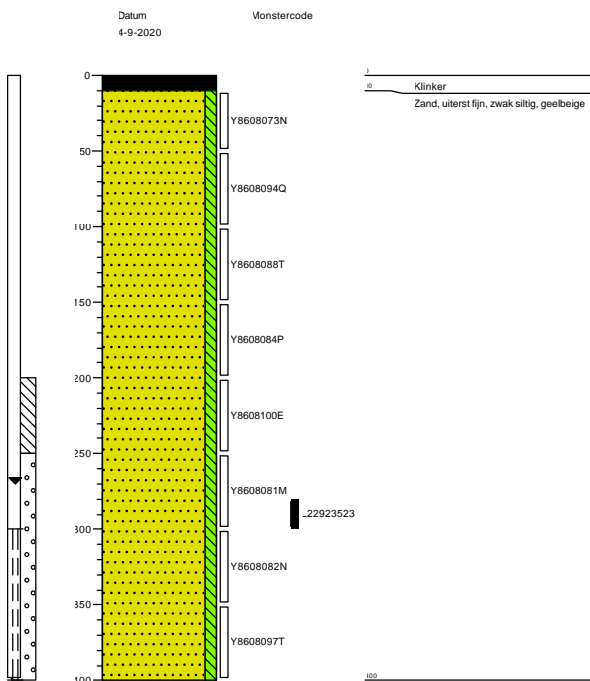 Datum Monstercode
4-9-2020
0
Klinker
Zand, uiterst fijn, zwak siltig, geelbeige
Y8608073N
50
Y8608094Q
100
Y8608088T
150
Y8608084P
200
Y8608100E
250
Y8608081M
22923523
300
Y8608082N
350
Y8608097T
400